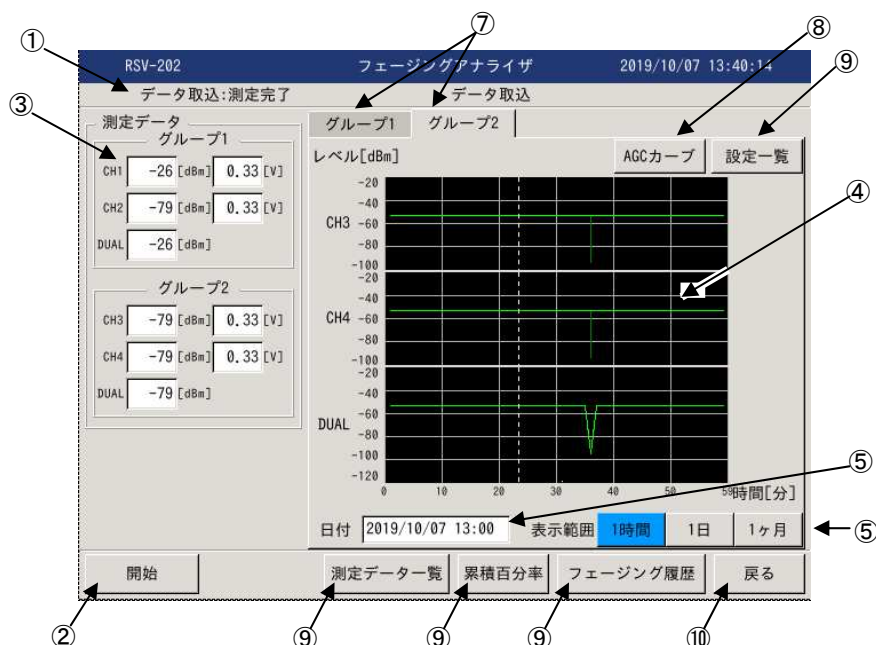 ⑦
⑧
①
⑨
RSV-202 フェージングアナライザ 2019/10/07 13:40:14
データ取込:測定完了 データ取込
③
測定データ
グループ1
CH1 -26 [dBm] 0.33 [V]
CH2 -79 [dBm] 0.33 [V]
DUAL -26 [dBm]
グループ2
CH3 -79 [dBm] 0.33 [V]
CH4 -79 [dBm] 0.33 [V]
DUAL -79 [dBm]
グループ1 グループ2
レベル[dBm] AGCカーブ 設定一覧
④
-20
-40
CH3 -60
-80
-100
-20
-40
CH4 -60
-80
-100
-20
-40
DUAL -60
-80
-100
-120
0 10 20 30 40 50 59 時間[分]
⑤
日付 2019/10/07 13:00 表示範囲 1時間 1日 1ヶ月
⑤
開始 測定データ一覧 累積百分率 フェージング履歴 戻る
② ⑨ ⑨ ⑨ ⑩